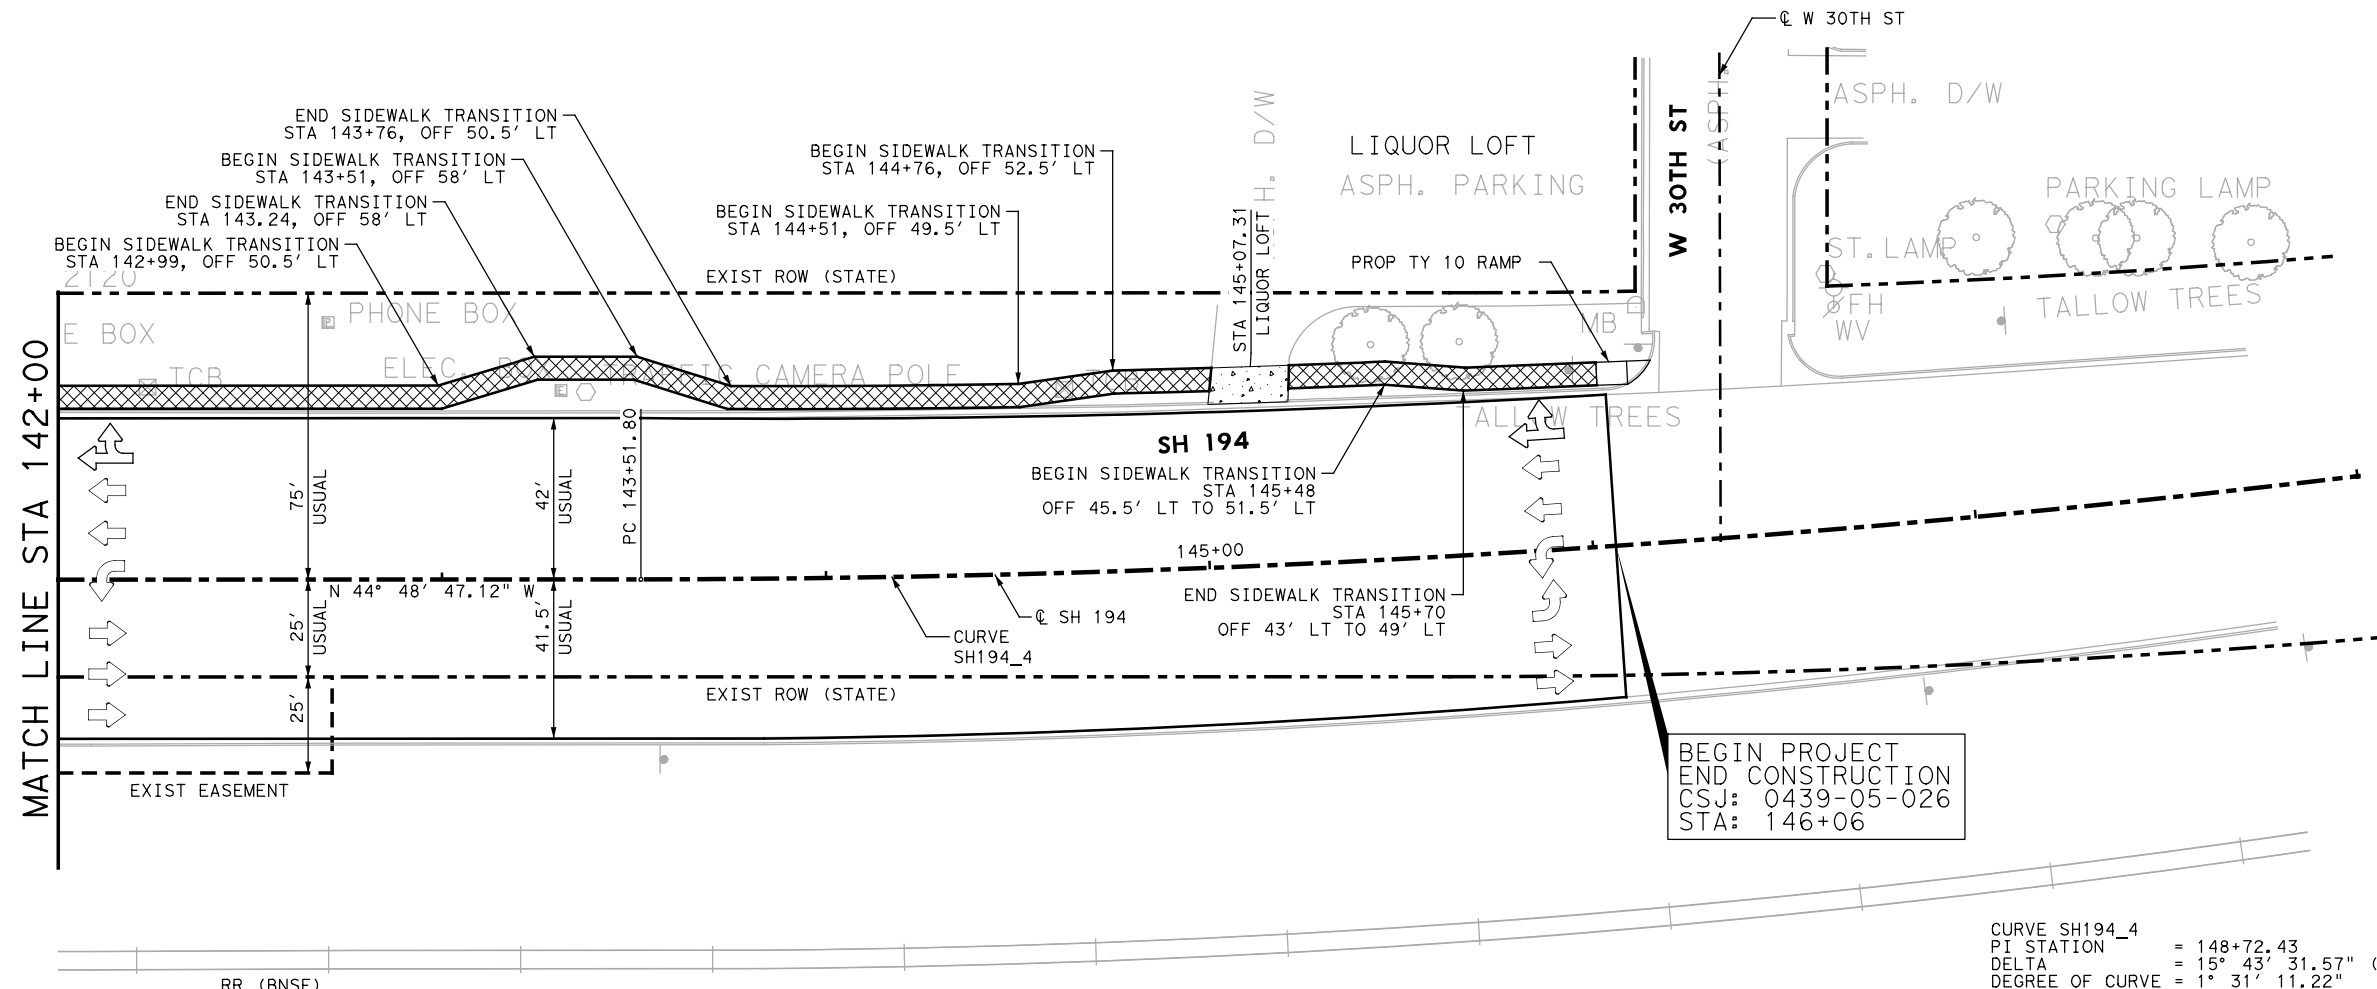 ℄ W 30TH ST
END SIDEWALK TRANSITION
STA 143+76, OFF 50.5' LT
BEGIN SIDEWALK TRANSITION
STA 143+51, OFF 58' LT
END SIDEWALK TRANSITION
STA 143.24, OFF 58' LT
BEGIN SIDEWALK TRANSITION
STA 142+99, OFF 50.5' LT
BEGIN SIDEWALK TRANSITION
STA 144+76, OFF 52.5' LT
BEGIN SIDEWALK TRANSITION
STA 144+51, OFF 49.5' LT
H. D/W
LIQUOR LOFT
ASPH. PARKING
STA 145+07.31
LIQUOR LOFT
W 30TH ST
(ASPH.
ASPH. D/W
PARKING LAMP
ST. LAMP
TALLOW TREES
FH
WV
EXIST ROW (STATE)
PROP TY 10 RAMP
MB
2120
E BOX
PHONE BOX
TCB
ELEC.
TRAFFIC CAMERA POLE
TCB
TALLOW TREES
MATCH LINE STA 142+00
75'
USUAL
42'
USUAL
PC 143+51.80
SH 194
BEGIN SIDEWALK TRANSITION
STA 145+48
OFF 45.5' LT TO 51.5' LT
145+00
N 44° 48' 47.12" W
25'
USUAL
41.5'
USUAL
℄ SH 194
CURVE
SH194_4
END SIDEWALK TRANSITION
STA 145+70
OFF 43' LT TO 49' LT
25'
EXIST ROW (STATE)
EXIST EASEMENT
BEGIN PROJECT
END CONSTRUCTION
CSJ: 0439-05-026
STA: 146+06
RR (BNSF)
CURVE SH194_4
PI STATION = 148+72.43
DELTA = 15° 43' 31.57" (
DEGREE OF CURVE = 1° 31' 11.22"